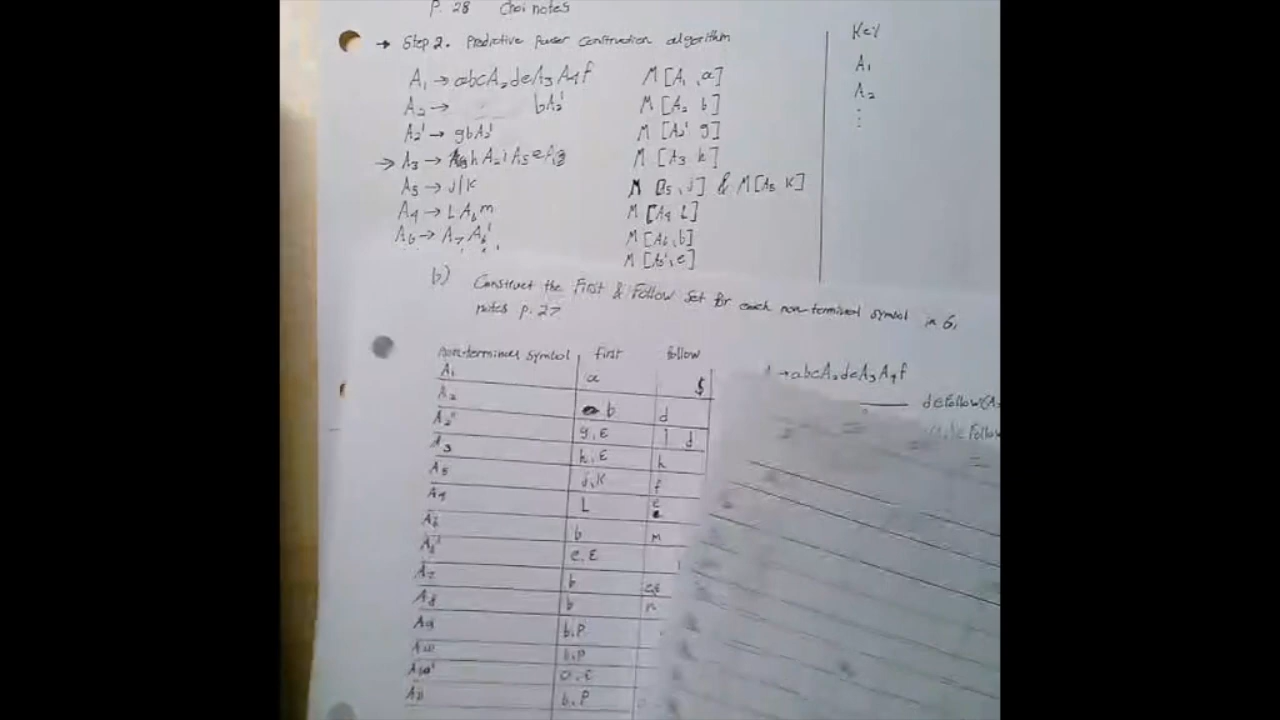 P. 28 Choi notes
→ Step 2. Predictive Parser Construction algorithm
Key
A₁ → abcA₂deA₃A₄f M[A₁,a]
A₁
A₂ → bA₂' M[A₂ b]
A₂
A₂' → gbA₂' M[A₂' g]
⋮
→ A₃ → M[A₃ k]
A₅ → j/k M[A₅,j] & M[A₅ K]
A₄ → LA₆m M[A₄ L]
A₆ → A₇A₆' M[A₆,b]
M[A₆',e]
b) Construct the First & Follow Set for each non-terminal symbol in G,
notes p.27
non-terminal symbol first follow
A₁ a $
A₂ b d
A₂' g, ε d
A₃ h, ε h
A₅ j,K f
A₄ L e
A₆ b m
A₆' e, ε
A₇ b
A₈ b n
A₉ b,P
A₁₀ b,P
A₁₀' o, ε
A₁₁ b,P
→abcA₂deA₃A₄f